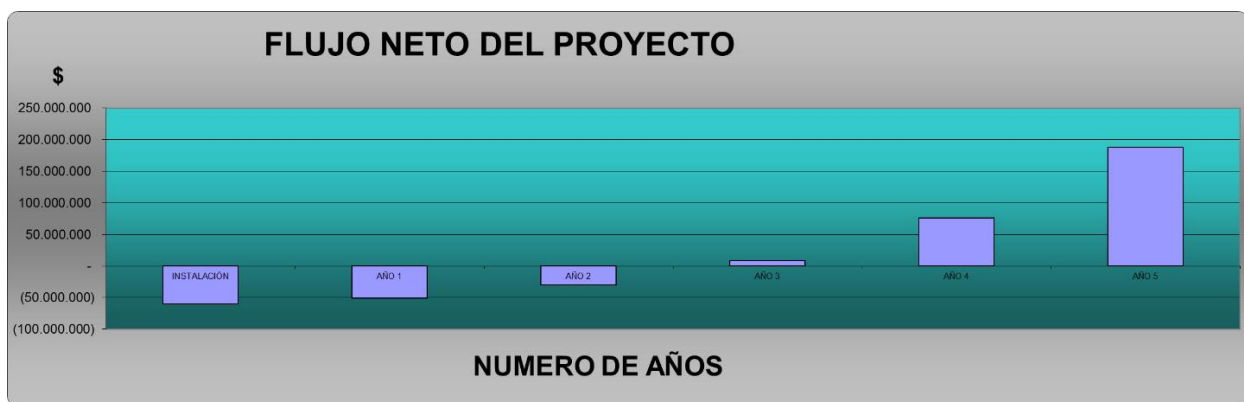 FLUJO NETO DEL PROYECTO
$
250.000.000
200.000.000
150.000.000
100.000.000
50.000.000
-
(50.000.000)
(100.000.000)
INSTALACIÓN
AÑO 1
AÑO 2
AÑO 3
AÑO 4
AÑO 5
NUMERO DE AÑOS